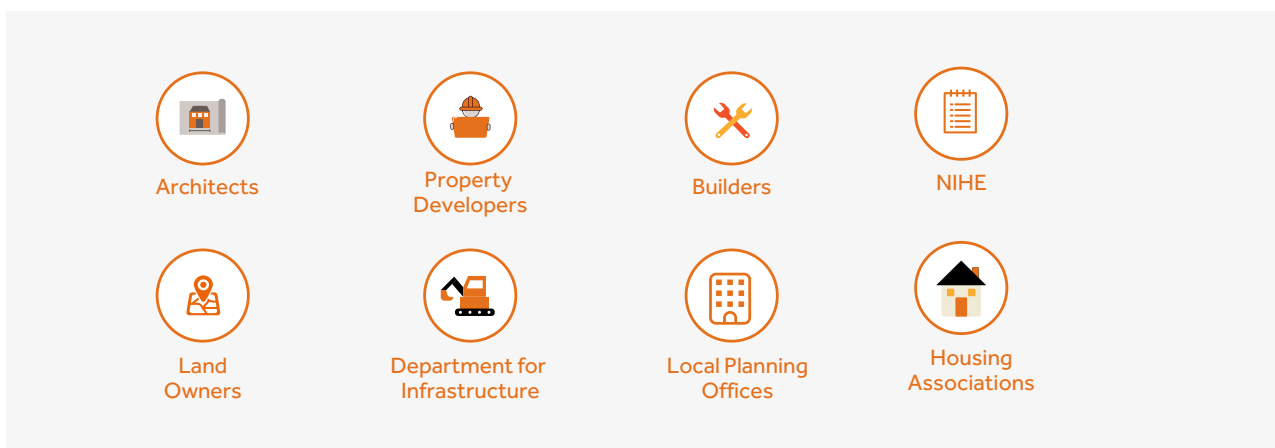 Architects
Property
Developers
Builders
NIHE
Land
Owners
Department for
Infrastructure
Local Planning
Offices
Housing
Associations